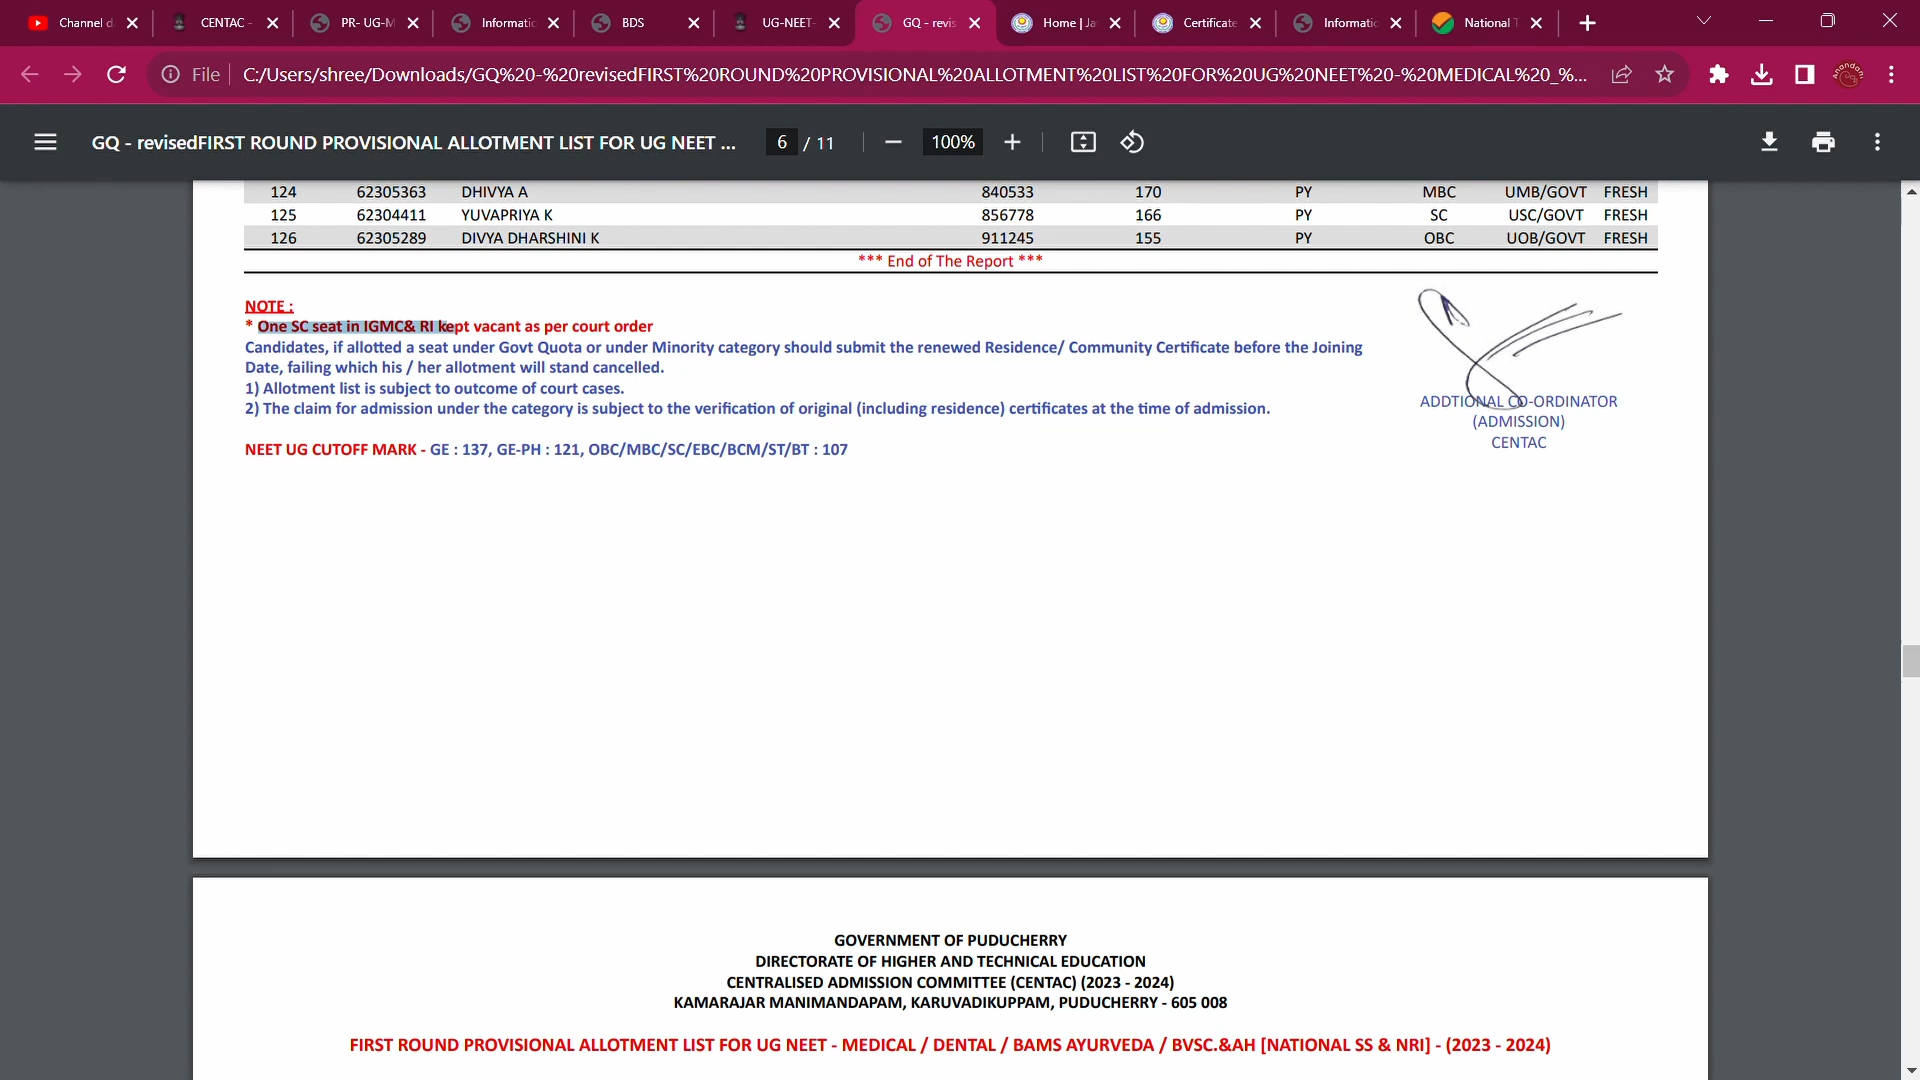 Channel d
CENTAC -
PR- UG-M
Informatio
BDS
UG-NEET-
GQ - revis
Home | Ja
Certificate
Informatio
National T
File
C:/Users/shree/Downloads/GQ%20-%20revisedFIRST%20ROUND%20PROVISIONAL%20ALLOTMENT%20LIST%20FOR%20UG%20NEET%20-%20MEDICAL%20_%...
GQ - revisedFIRST ROUND PROVISIONAL ALLOTMENT LIST FOR UG NEET ...
6 / 11
100%
124 62305363 DHIVYA A 840533 170 PY MBC UMB/GOVT FRESH
125 62304411 YUVAPRIYA K 856778 166 PY SC USC/GOVT FRESH
126 62305289 DIVYA DHARSHINI K 911245 155 PY OBC UOB/GOVT FRESH
*** End of The Report ***
NOTE :
* One SC seat in IGMC& RI kept vacant as per court order
Candidates, if allotted a seat under Govt Quota or under Minority category should submit the renewed Residence/ Community Certificate before the Joining
Date, failing which his / her allotment will stand cancelled.
1) Allotment list is subject to outcome of court cases.
2) The claim for admission under the category is subject to the verification of original (including residence) certificates at the time of admission.
ADDTIONAL CO-ORDINATOR
(ADMISSION)
CENTAC
NEET UG CUTOFF MARK - GE : 137, GE-PH : 121, OBC/MBC/SC/EBC/BCM/ST/BT : 107
GOVERNMENT OF PUDUCHERRY
DIRECTORATE OF HIGHER AND TECHNICAL EDUCATION
CENTRALISED ADMISSION COMMITTEE (CENTAC) (2023 - 2024)
KAMARAJAR MANIMANDAPAM, KARUVADIKUPPAM, PUDUCHERRY - 605 008
FIRST ROUND PROVISIONAL ALLOTMENT LIST FOR UG NEET - MEDICAL / DENTAL / BAMS AYURVEDA / BVSC.&AH [NATIONAL SS & NRI] - (2023 - 2024)